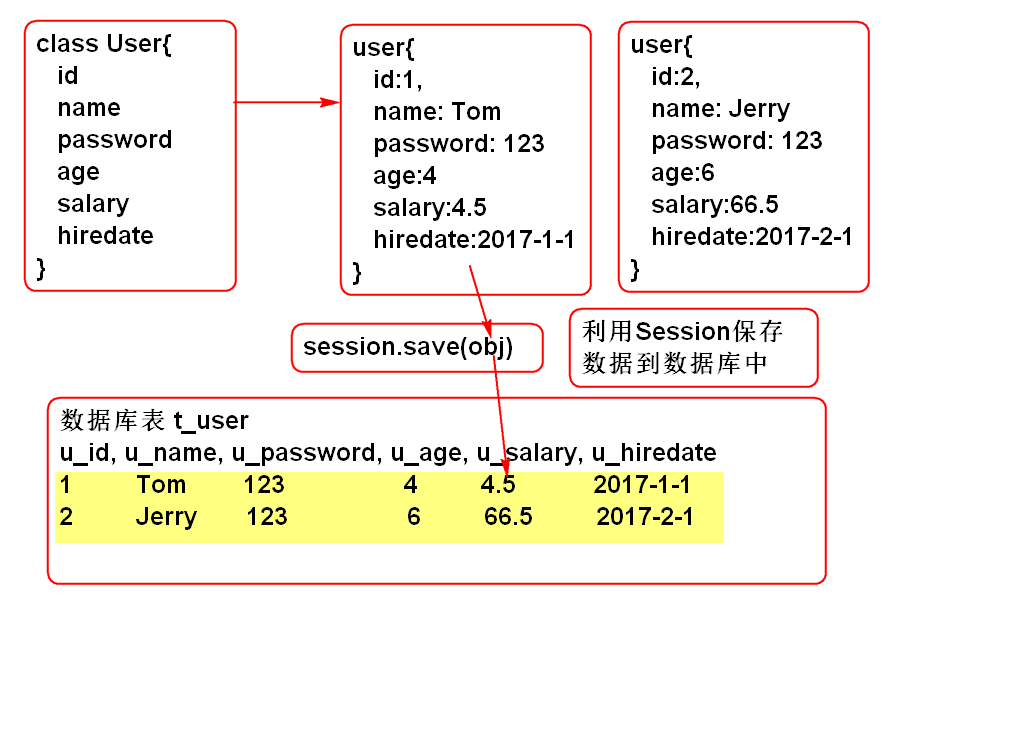 class User{
id
name
password
age
salary
hiredate
}
user{
id:1,
name: Tom
password: 123
age:4
salary:4.5
hiredate:2017-1-1
}
user{
id:2,
name: Jerry
password: 123
age:6
salary:66.5
hiredate:2017-2-1
}
session.save(obj)
利用Session保存
数据到数据库中
数据库表 t_user
u_id, u_name, u_password, u_age, u_salary, u_hiredate
1 Tom 123 4 4.5 2017-1-1
2 Jerry 123 6 66.5 2017-2-1